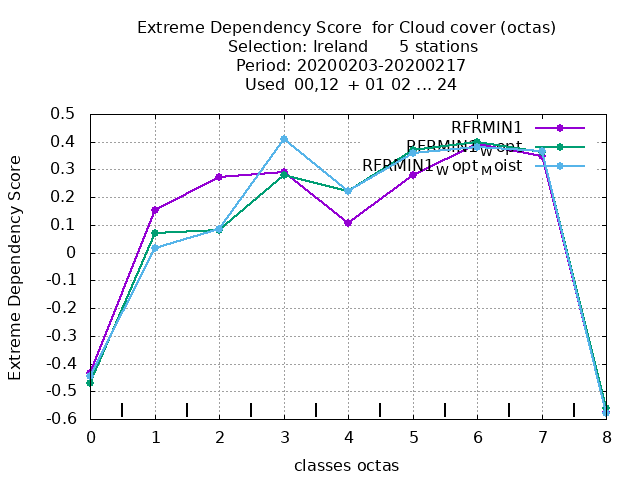 Extreme Dependency Score  for Cloud cover (octas)
Selection: Ireland      5 stations
Period: 20200203-20200217
Used  00,12  + 01 02 ... 24
0.5
0.4
0.3
0.2
0.1
0
-0.1
-0.2
-0.3
-0.4
-0.5
-0.6
Extreme Dependency Score
RFRMIN1
RFRMIN1Wopt
RFRMIN1WoptMoist
0 1 2 3 4 5 6 7 8
classes octas